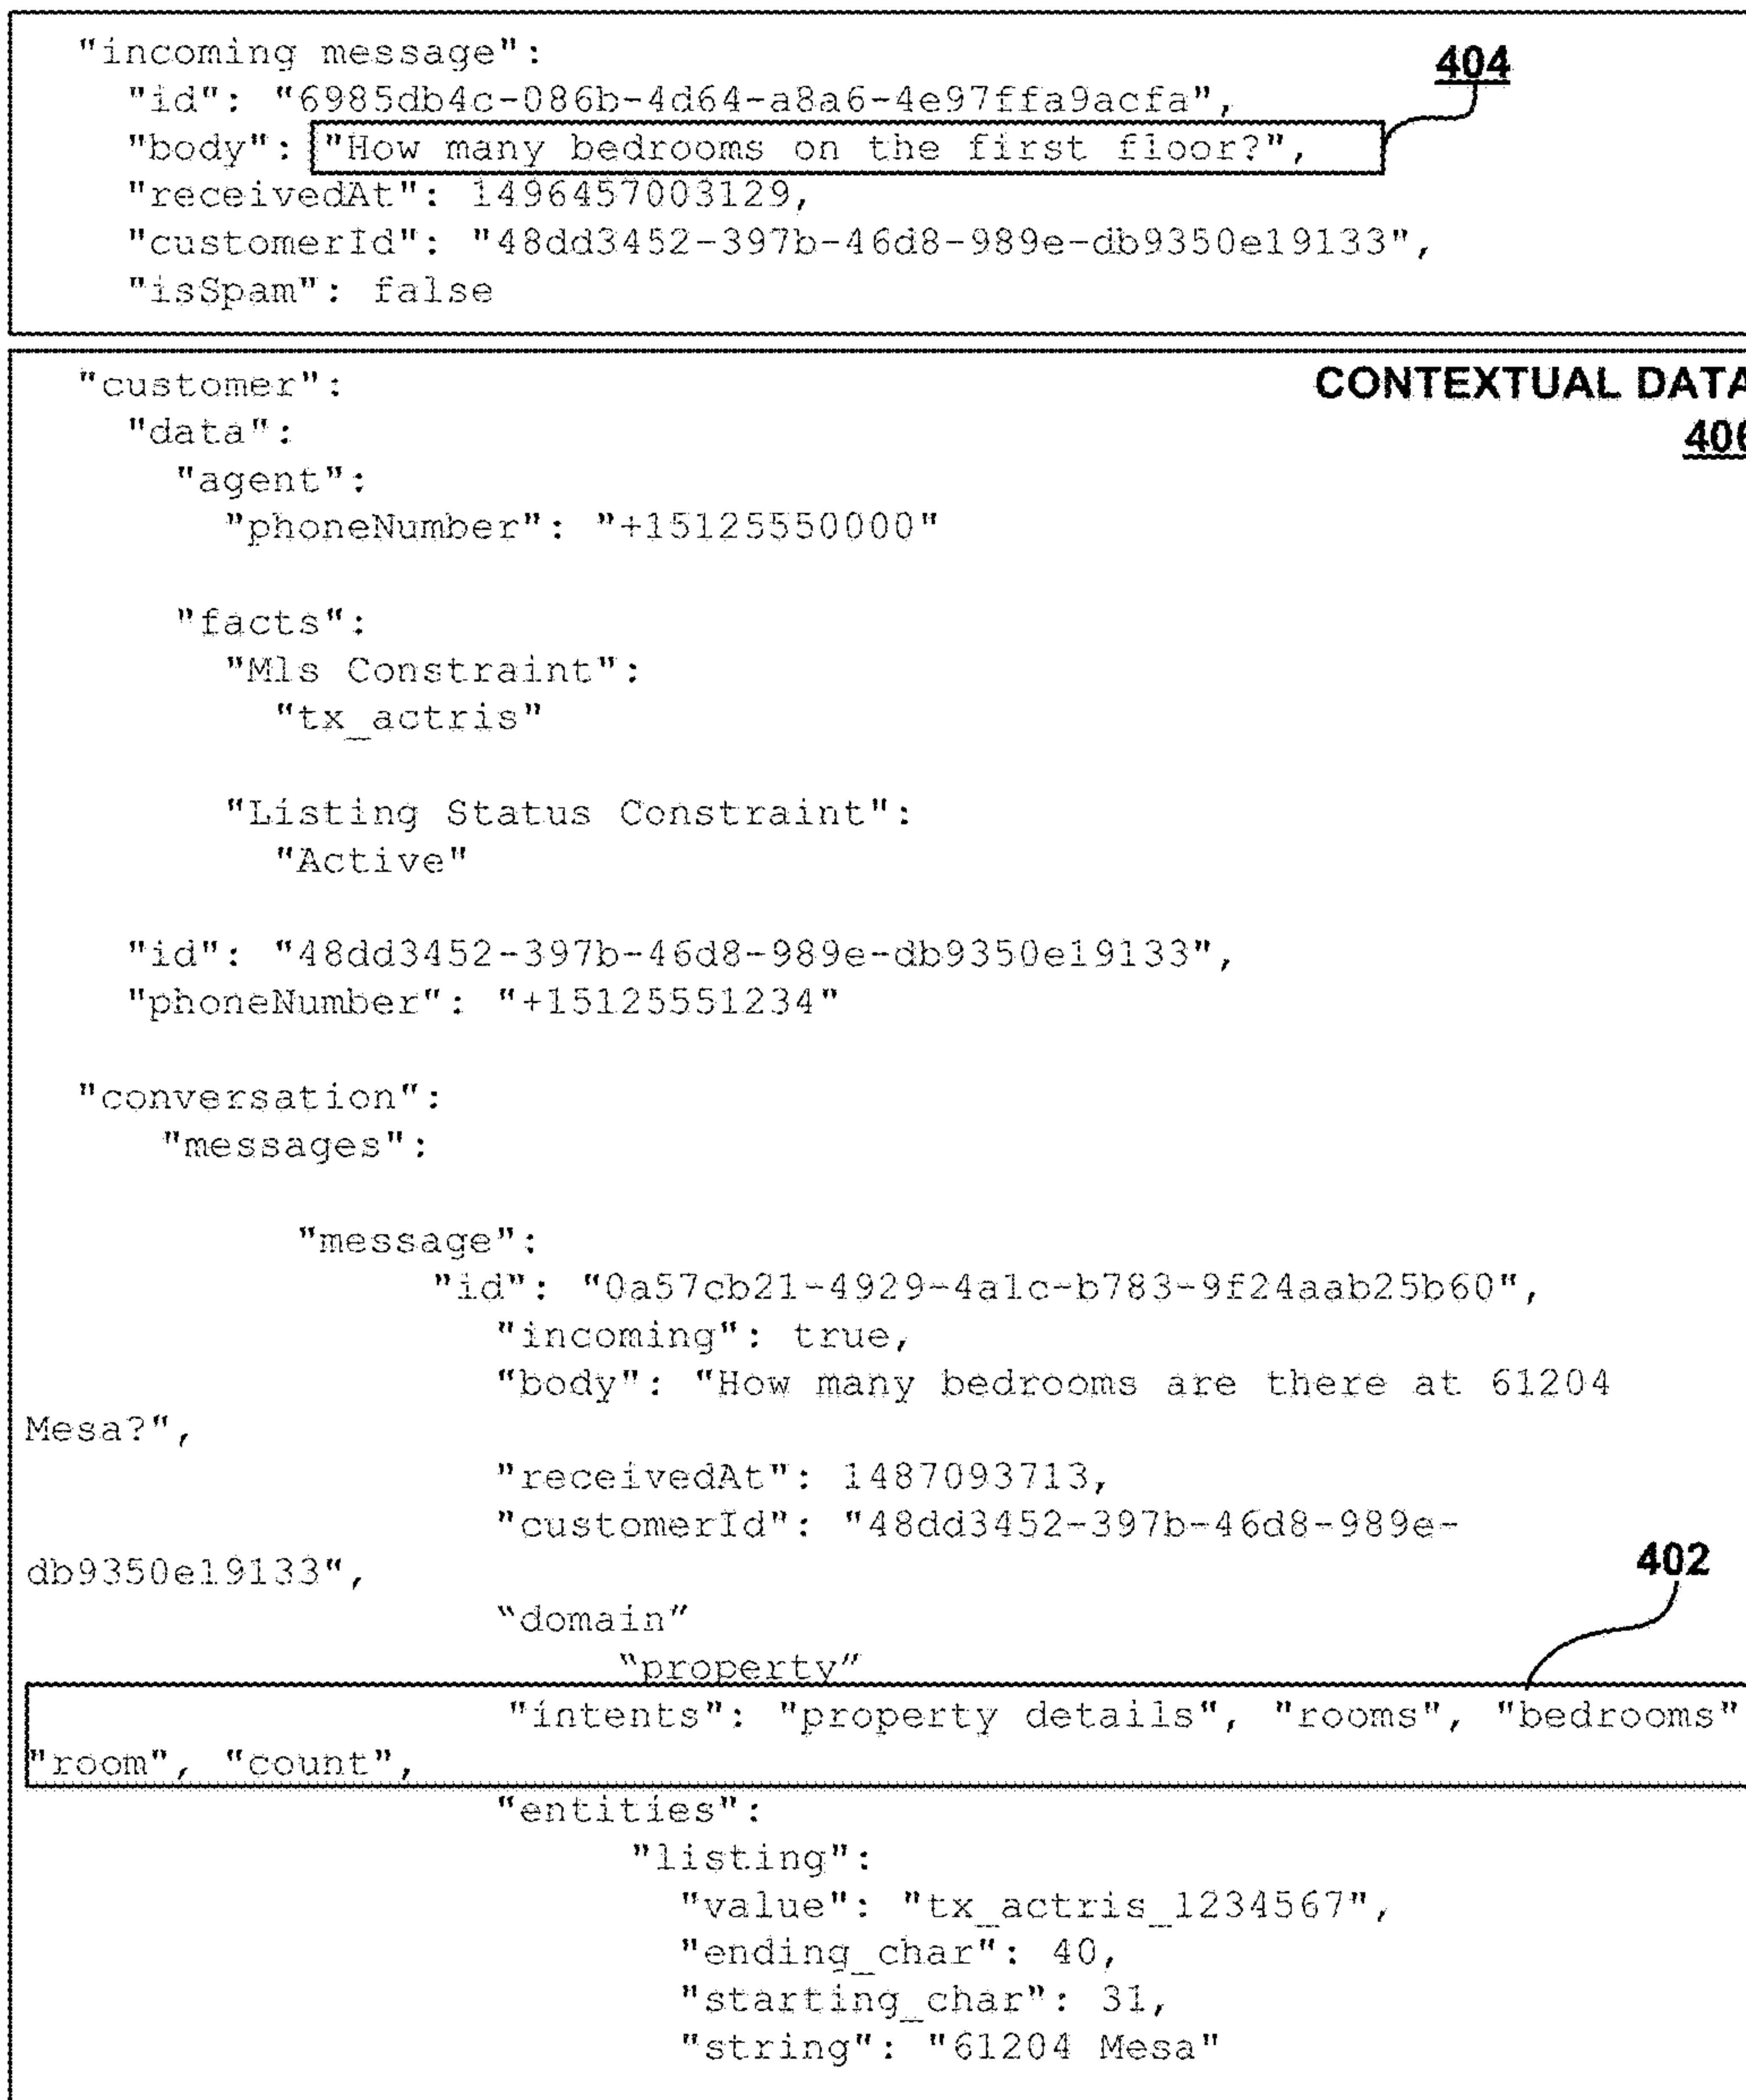 "incoming message":
404
"id": "6985db4c-086b-4d64-a8a6-4e97ffa9acfa",
"body": "How many bedrooms on the first floor?",
"receivedAt": 1496457003129,
"customerId": "48dd3452-397b-46d8-989e-db9350e19133",
"isSpam": false
"customer":
CONTEXTUAL DATA
"data":
406
"agent":
"phoneNumber": "+15125550000"
"facts":
"Mls Constraint":
"tx_actris"
"Listing Status Constraint":
"Active"
"id": "48dd3452-397b-46d8-989e-db9350e19133",
"phoneNumber": "+15125551234"
"conversation":
"messages":
"message":
"id": "0a57cb21-4929-4a1c-b783-9f24aab25b60",
"incoming": true,
"body": "How many bedrooms are there at 61204
Mesa?",
"receivedAt": 1487093713,
"customerId": "48dd3452-397b-46d8-989e-
db9350e19133",
402
"domain"
"property"
"intents": "property details", "rooms", "bedrooms"
"room", "count",
"entities":
"listing":
"value": "tx_actris_1234567",
"ending_char": 40,
"starting_char": 31,
"string": "61204 Mesa"